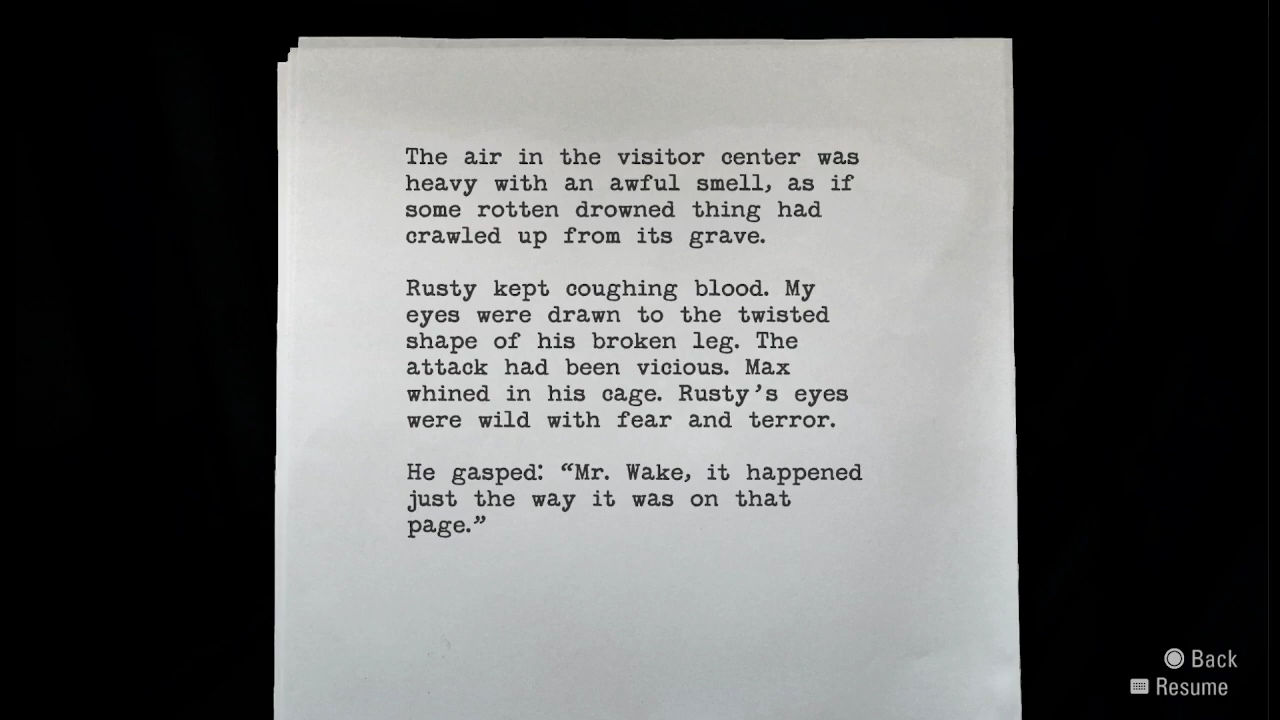 The air in the visitor center was
heavy with an awful smell, as if
some rotten drowned thing had
crawled up from its grave.
Rusty kept coughing blood. My
eyes were drawn to the twisted
shape of his broken leg. The
attack had been vicious. Max
whined in his cage. Rusty's eyes
were wild with fear and terror.
He gasped: “Mr. Wake, it happened
just the way it was on that
page.”
Back
Resume